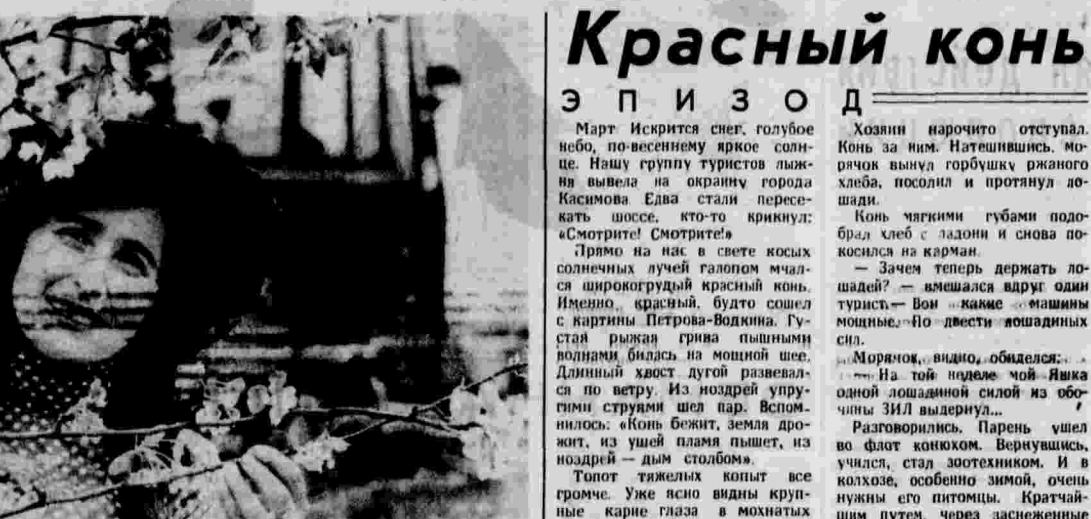 Красный конь
ЭПИЗОД
Март Искрится снег, голубое
небо, по-весеннему яркое солн-
це. Нашу группу туристов лыж-
ня вывела на окраину города
Касимова Едва стали пересе-
кать шоссе, кто-то крикнул:
«Смотрите! Смотрите!»
Прямо на нас в свете косых
солнечных лучей галопом мчал-
ся широкогрудый красный конь.
Именно красный, будто сошел
с картины Петрова-Водкина. Гу-
стая рыжая грива пышными
волнами билась на мощной шее.
Длинный хвост дугой развевал-
ся по ветру. Из ноздрей упру-
гими струями шел пар. Вспом-
нилось: «Конь бежит, земля дро-
жит, из ушей пламя пышет, из
ноздрей — дым столбом».
Топот тяжелых копыт все
громче. Уже ясно видны круп-
ные карие глаза в мохнатых
Хозяин нарочито отступал.
Конь за ним. Натешившись, мо-
рячок вынул горбушку ржаного
хлеба, посолил и протянул ло-
шади.
Конь мягкими губами подо-
брал хлеб с ладони и снова по-
косился на карман.
— Зачем теперь держать ло-
шадей? — вмешался вдруг один
турист.— Вон какие машины
мощные. По двести лошадиных
сил.
Морячок, видно, обиделся:
— На той неделе мой Яшка
одной лошадиной силой из обо-
чины ЗИЛ выдернул...
Разговорились. Парень ушел
во флот конюхом. Вернувшись,
учился, стал зоотехником. И в
колхозе, особенно зимой, очень
нужны его питомцы. Кратчай-
шим путем, через заснеженные